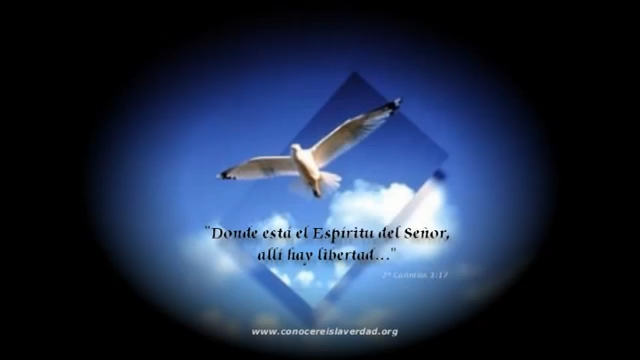 "Donde está el Espíritu del Señor,
allí hay libertad..."
2ª Corintios 3:17
www.conocereislaverdad.org